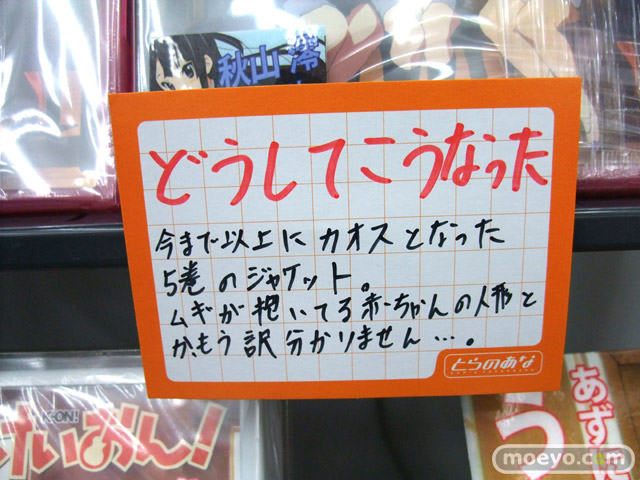 秋山 澪
どうしてこうなった
今まで以上にカオスとなった
5巻のジャケット。
ムギが抱いてる赤ちゃんの人形と
か、もう訳分かりません…。
とらのあな
K-ON!
けいおん!
あず
つ
moeyo.com